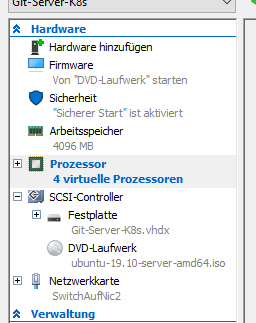 Git-Server-K8s
Hardware
Hardware hinzufügen
Firmware
Von "DVD-Laufwerk" starten
Sicherheit
"Sicherer Start" ist aktiviert
Arbeitsspeicher
4096 MB
Prozessor
4 virtuelle Prozessoren
SCSI-Controller
Festplatte
Git-Server-K8s.vhdx
DVD-Laufwerk
ubuntu-19.10-server-amd64.iso
Netzwerkkarte
SwitchAufNic2
Verwaltung